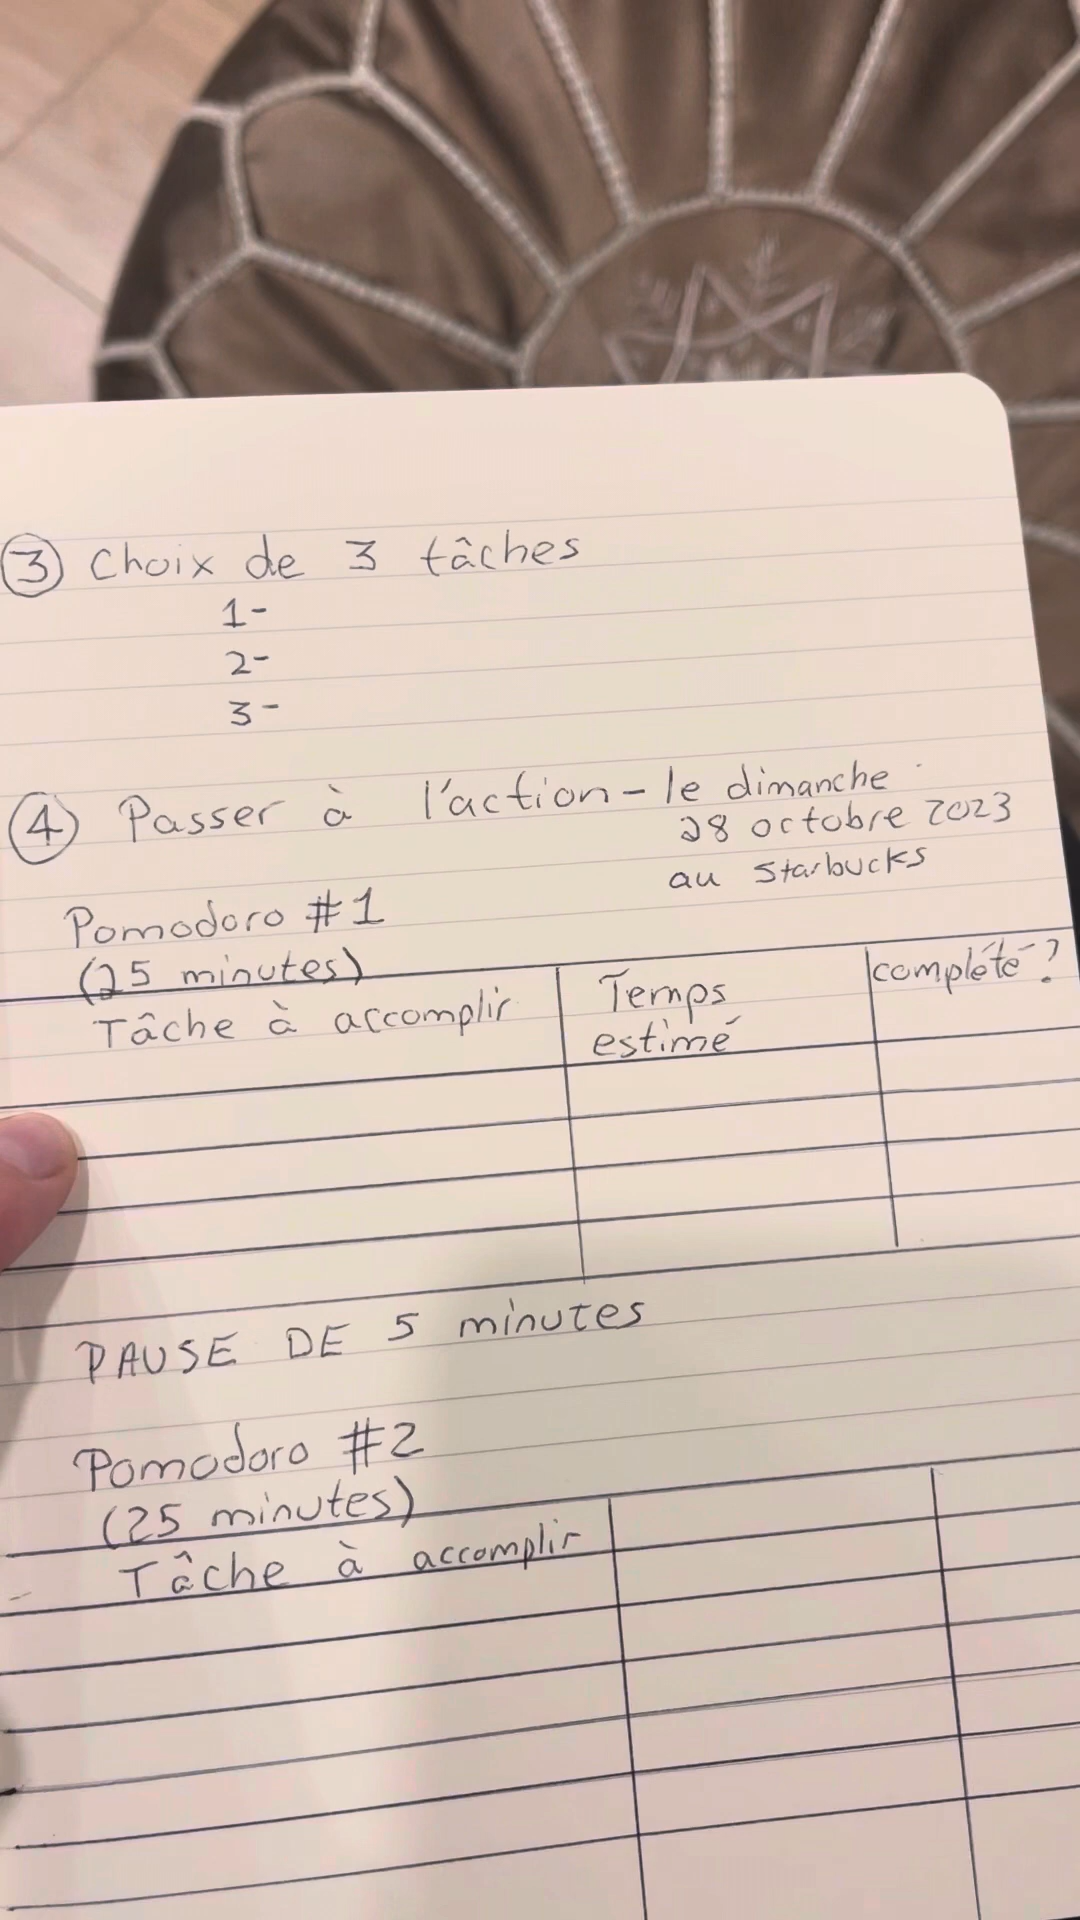 ③ Choix de 3 tâches
1-
2-
3-
④ Passer à l'action - le dimanche
28 octobre 2023
au Starbucks
Pomodoro #1
(25 minutes)
Tâche à accomplir Temps estimé complété?
PAUSE DE 5 minutes
Pomodoro #2
(25 minutes)
Tâche à accomplir